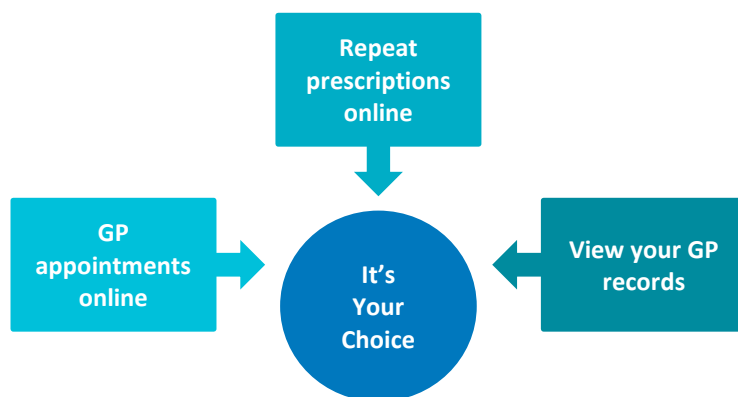 Repeat
prescriptions
online
GP
appointments
online
It’s
Your
Choice
View your GP
records